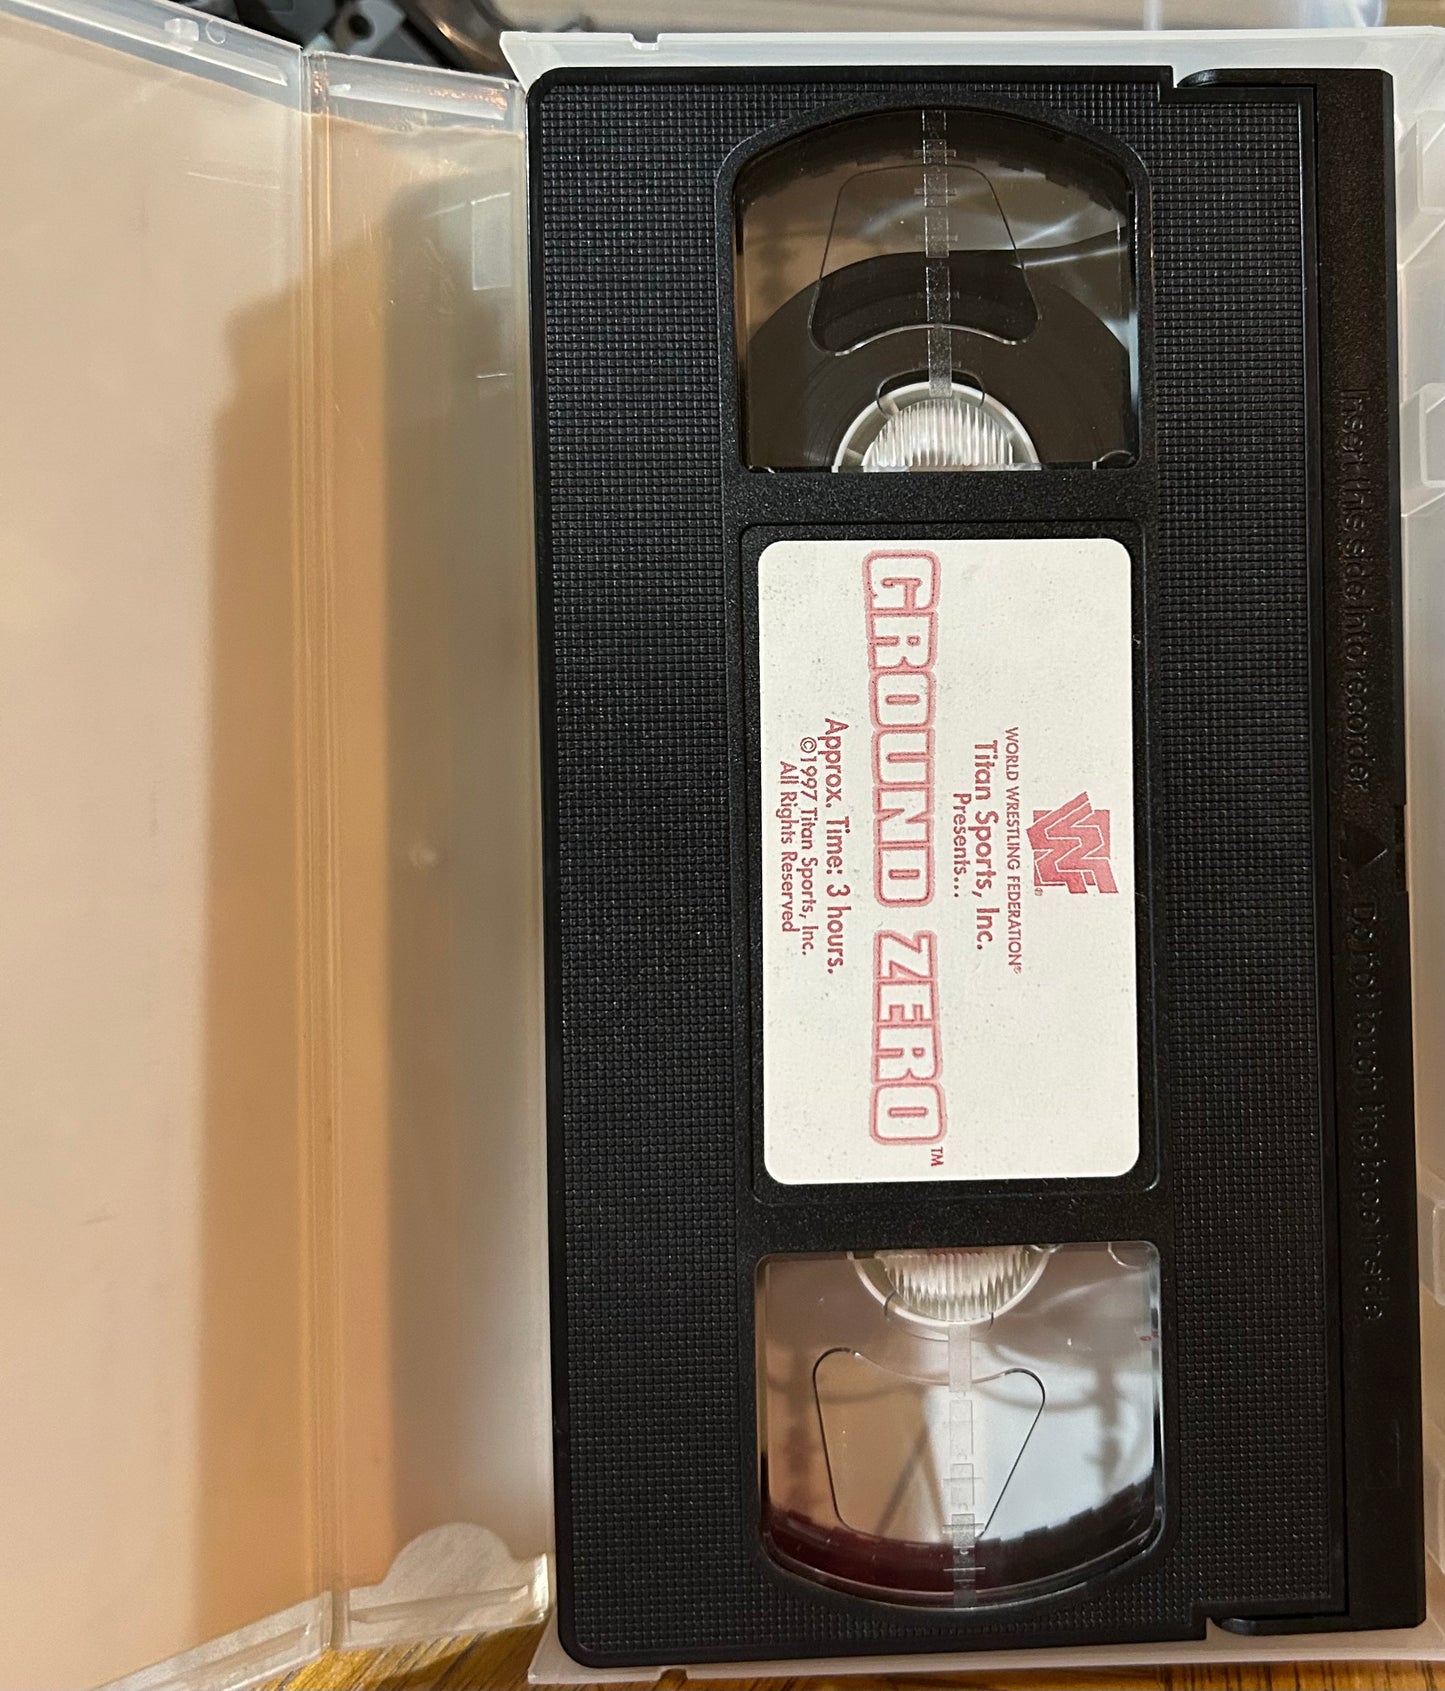 WWF®
WORLD WRESTLING FEDERATION®
Titan Sports, Inc.
Presents...
GROUND ZERO™
Approx. Time: 3 hours.
©1997 Titan Sports, Inc.
All Rights Reserved
Insert this side into recorder
Do not touch the tape inside